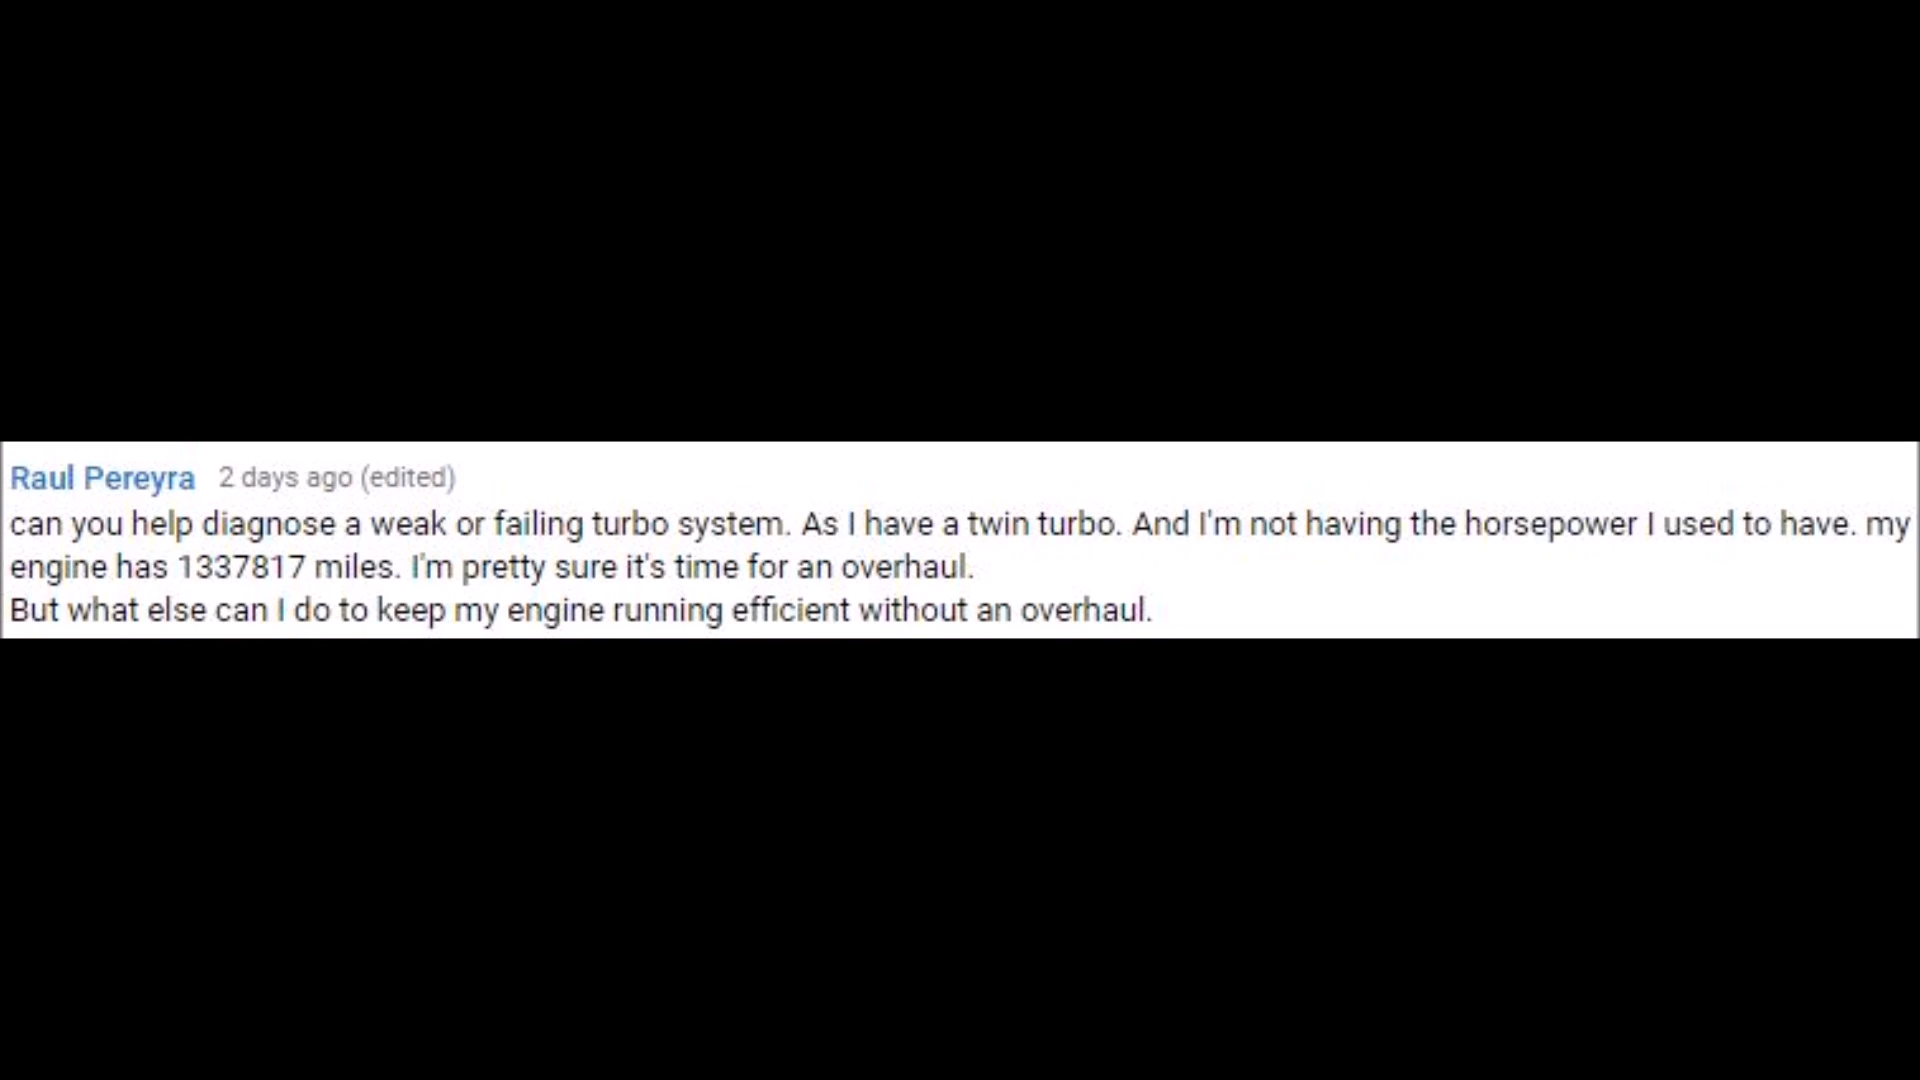 Raul Pereyra 2 days ago (edited)
can you help diagnose a weak or failing turbo system. As I have a twin turbo. And I'm not having the horsepower I used to have. my
engine has 1337817 miles. I'm pretty sure it's time for an overhaul.
But what else can I do to keep my engine running efficient without an overhaul.